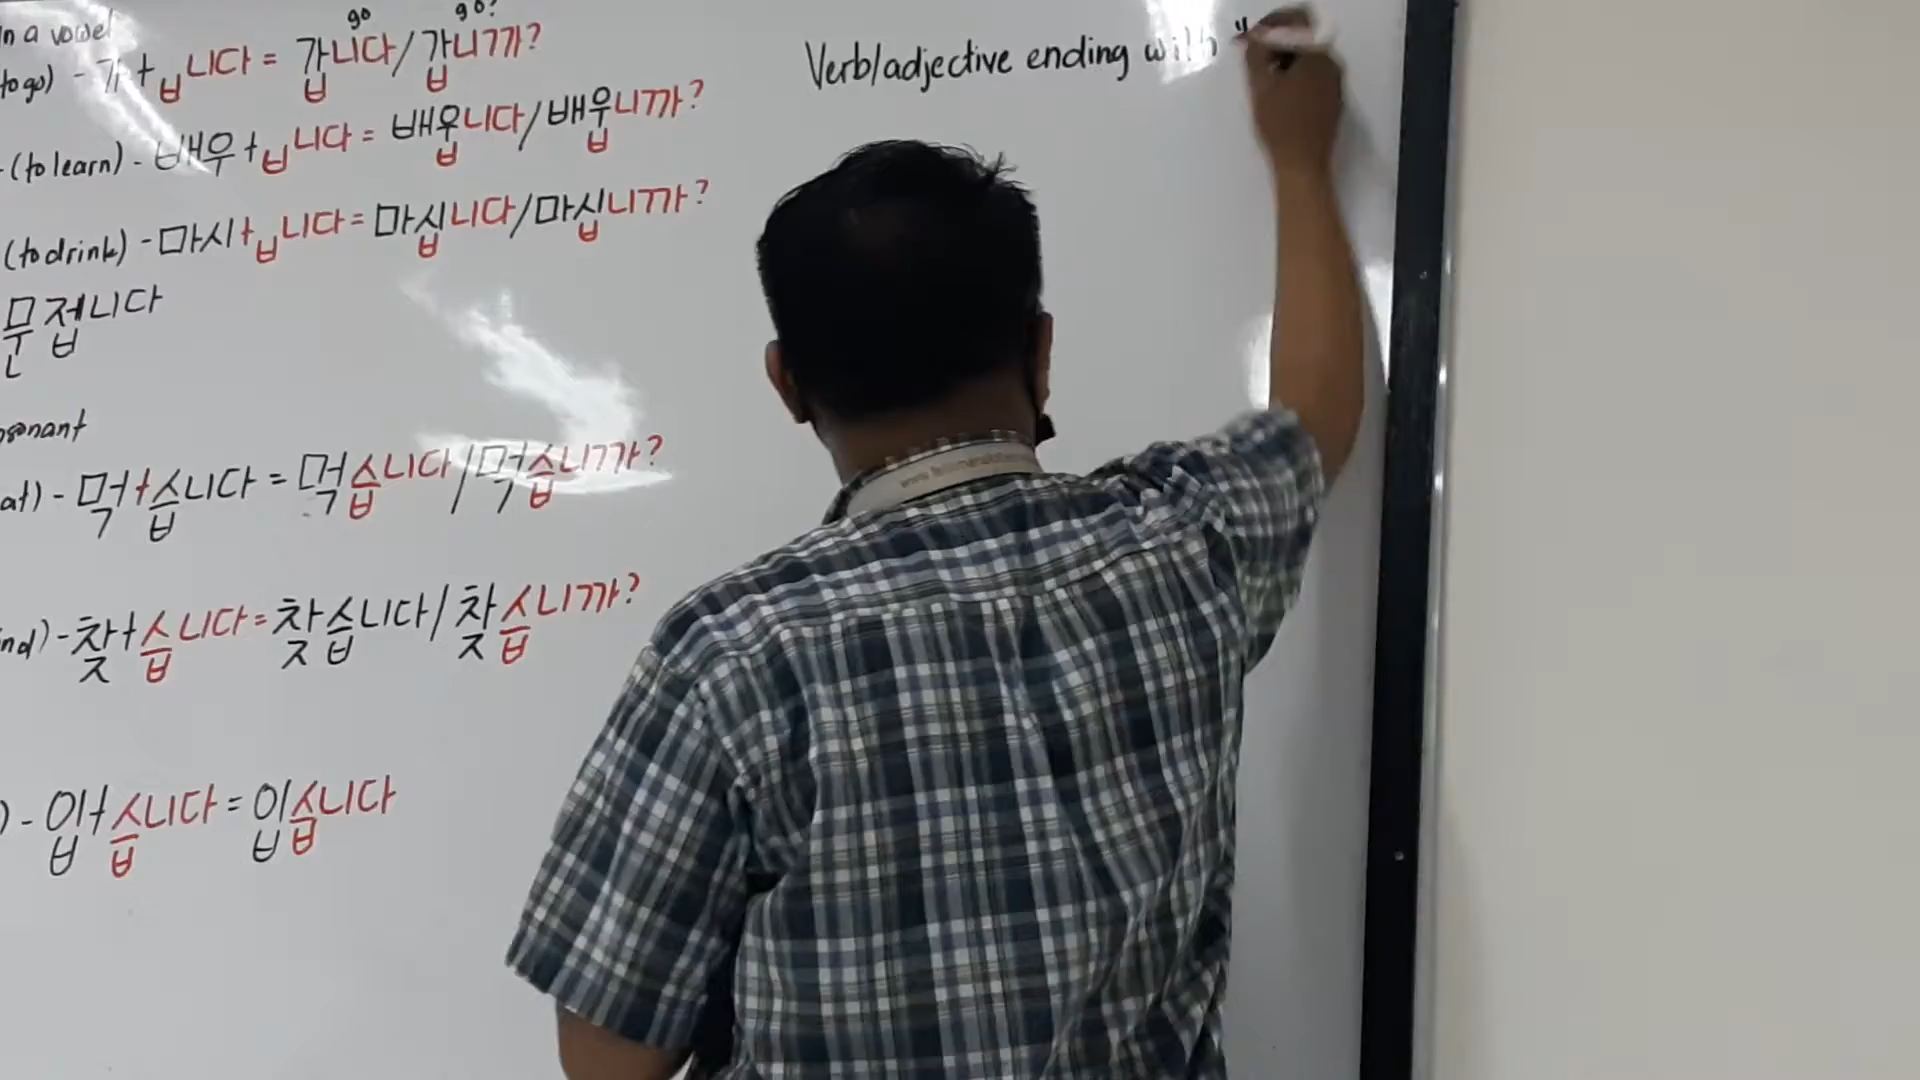 in a vowel
go go?
to go) - 가+ㅂ니다 = 갑니다/갑니까?
(to learn) - 배우+ㅂ니다 = 배웁니다/배웁니까?
(to drink) - 마시+ㅂ니다 = 마십니다/마십니까?
문젭니다
onsonant
at) - 먹+습니다 = 먹습니다/먹습니까?
ind) - 찾+습니다 = 찾습니다/찾습니까?
) - 입+습니다 = 입습니다
Verb/adjective ending with "